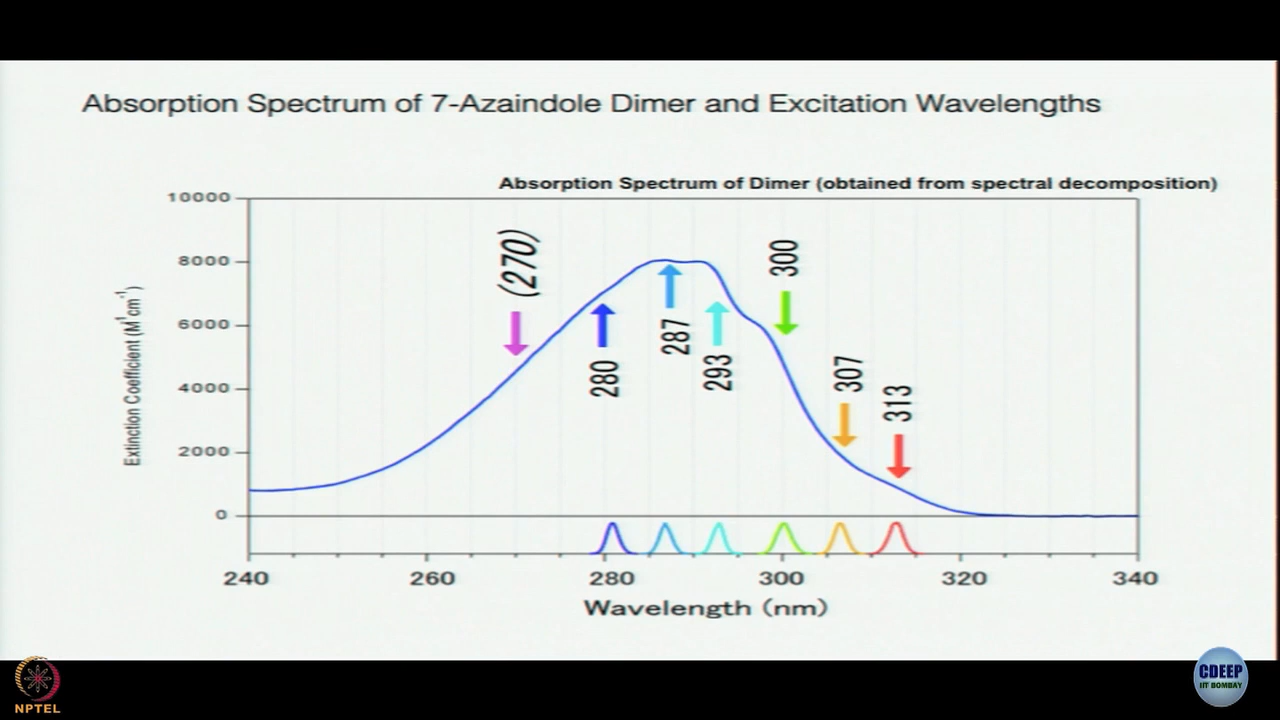 Absorption Spectrum of 7-Azaindole Dimer and Excitation Wavelengths
Absorption Spectrum of Dimer (obtained from spectral decomposition)
10000
8000
6000
4000
2000
0
Extinction Coefficient (M⁻¹cm⁻¹)
(270)
280
287
293
300
307
313
240 260 280 300 320 340
Wavelength (nm)
NPTEL
CDEEP
IIT BOMBAY